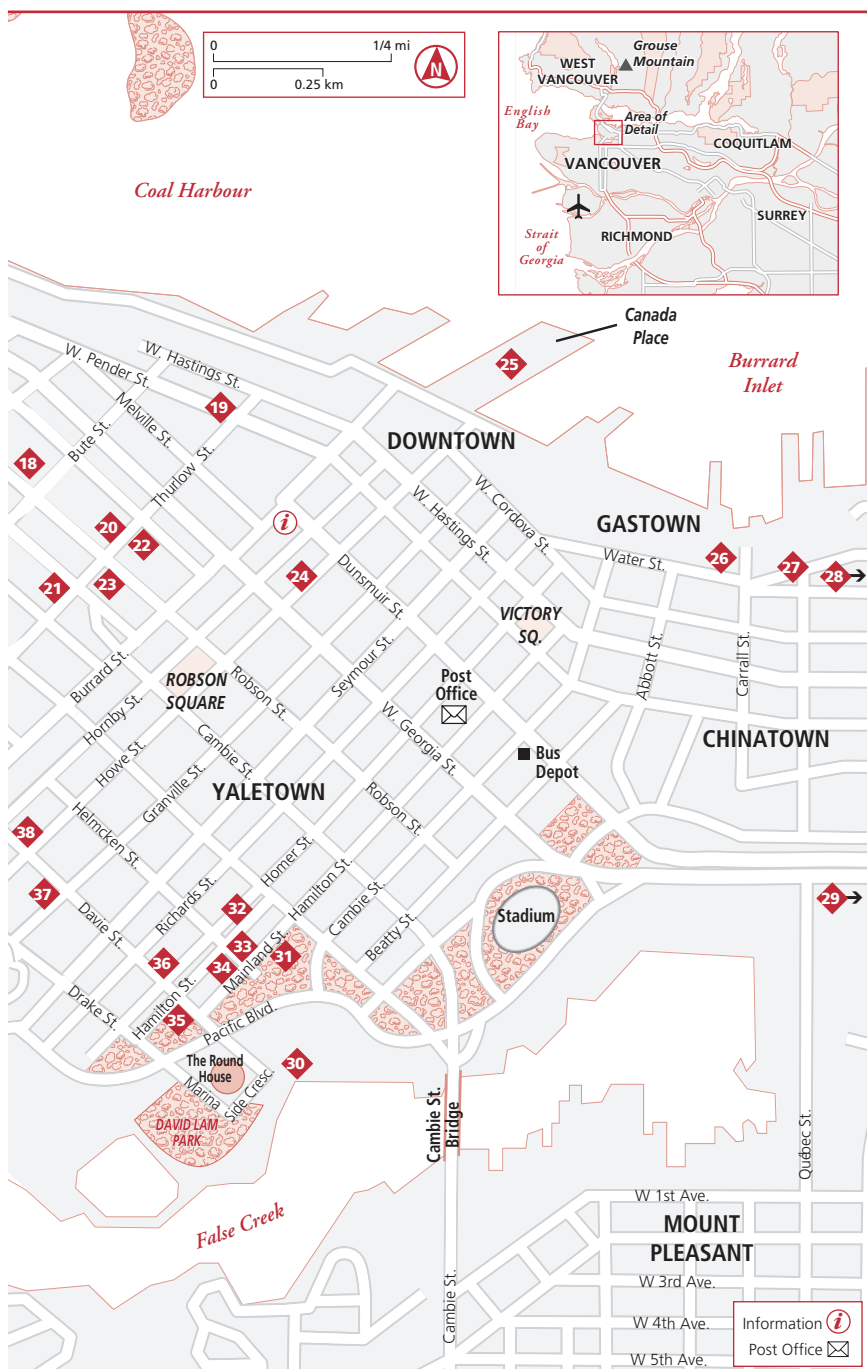 0
1/4 mi
0
0.25 km
N
WEST
VANCOUVER
Grouse
Mountain
English
Bay
Area of
Detail
COQUITLAM
VANCOUVER
SURREY
RICHMOND
Strait
of
Georgia
Coal Harbour
Canada
Place
Burrard
Inlet
25
W. Pender St.
W. Hastings St.
19
Melville St.
Bute St.
DOWNTOWN
18
Thurlow St.
W. Hastings St.
W. Cordova St.
GASTOWN
20
22
i
Water St.
26
27
28
21
23
24
Dunsmuir St.
VICTORY
SQ.
Abbott St.
Carrall St.
Burrard St.
ROBSON
SQUARE
Robson St.
Seymour St.
Post
Office
Hornby St.
W. Georgia St.
Howe St.
Cambie St.
CHINATOWN
Bus
Depot
Granville St.
YALETOWN
Robson St.
38
Helmcken St.
Homer St.
37
Richards St.
32
Hamilton St.
Cambie St.
Stadium
29
Davie St.
33
Mainland St.
31
Beatty St.
36
34
Drake St.
Hamilton St.
35
Pacific Blvd.
The Round
House
30
Marina
Side Cresc.
DAVID LAM
PARK
Cambie St.
Bridge
Québec St.
False Creek
W 1st Ave.
MOUNT
PLEASANT
W 3rd Ave.
Cambie St.
W 4th Ave.
W 5th Ave.
Information i
Post Office